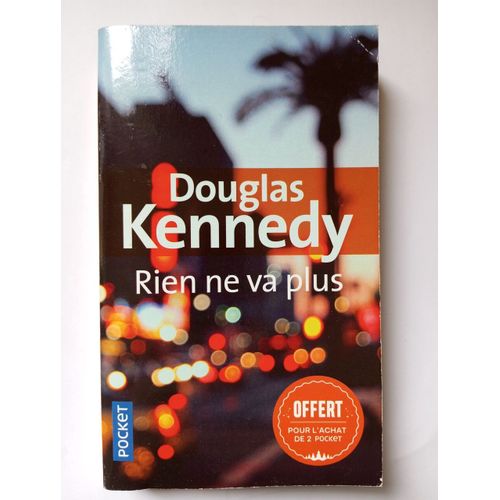 Douglas
Kennedy
Rien ne va plus
POCKET
OFFERT
POUR L'ACHAT
DE 2 POCKET